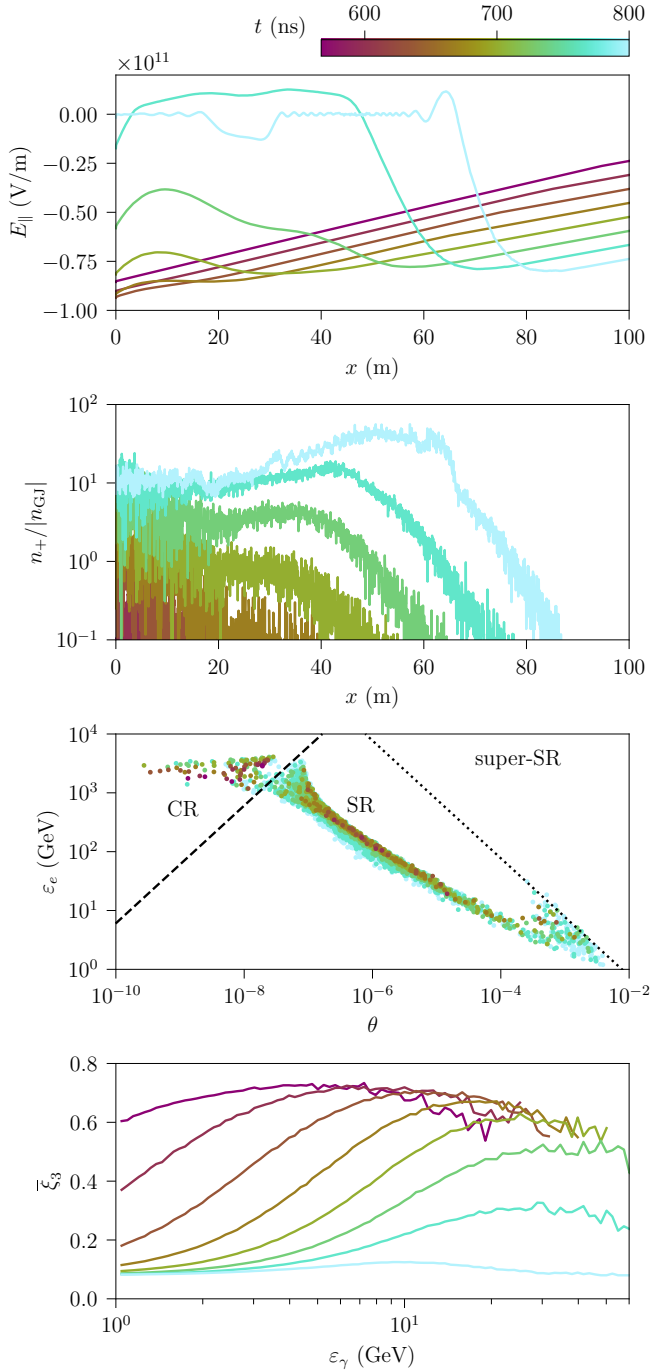 t (ns)
600 700 800
×10^11
0.00
−0.25
−0.50
−0.75
−1.00
E_∥ (V/m)
0 20 40 60 80 100
x (m)
10^2
10^1
10^0
10^−1
n_+/|n_GJ|
0 20 40 60 80 100
x (m)
10^4
10^3
10^2
10^1
10^0
ε_e (GeV)
super-SR
CR
SR
10^−10 10^−8 10^−6 10^−4 10^−2
θ
0.8
0.6
0.4
0.2
0.0
ξ̅_3
10^0 10^1
ε_γ (GeV)